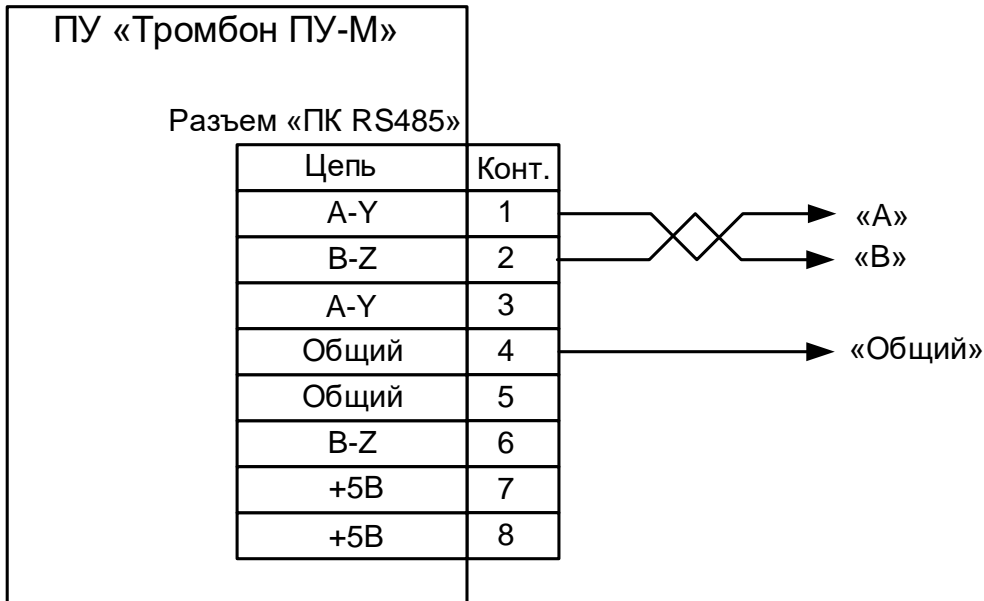 ПУ «Тромбон ПУ-М»
Разъем «ПК RS485»
Цепь Конт.
A-Y 1 «А»
B-Z 2 «В»
A-Y 3
Общий 4 «Общий»
Общий 5
B-Z 6
+5В 7
+5В 8